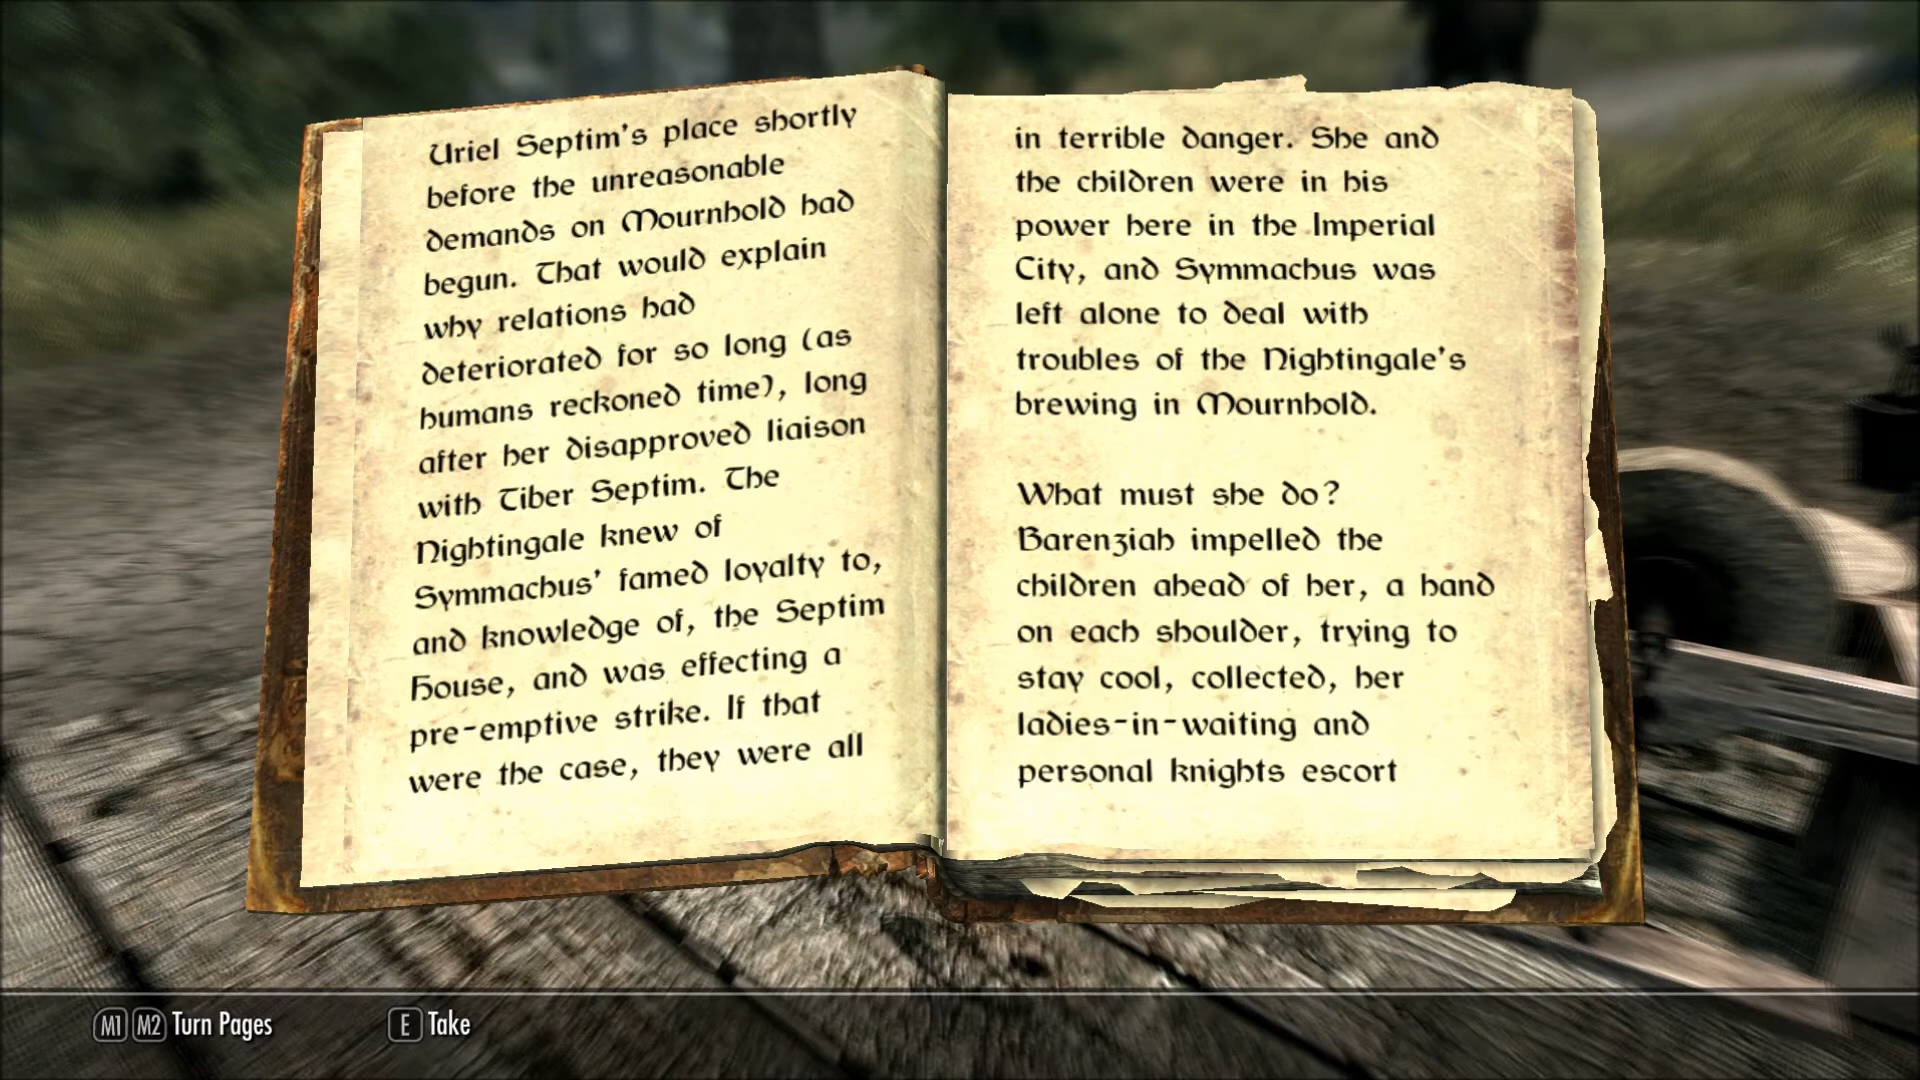 Uriel Septim's place shortly
before the unreasonable
demands on Mournhold had
begun. That would explain
why relations had
deteriorated for so long (as
humans reckoned time), long
after her disapproved liaison
with Tiber Septim. The
Nightingale knew of
Symmachus' famed loyalty to,
and knowledge of, the Septim
House, and was effecting a
pre-emptive strike. If that
were the case, they were all
in terrible danger. She and
the children were in his
power here in the Imperial
City, and Symmachus was
left alone to deal with
troubles of the Nightingale's
brewing in Mournhold.
What must she do?
Barenziah impelled the
children ahead of her, a hand
on each shoulder, trying to
stay cool, collected, her
ladies-in-waiting and
personal knights escort
M1 M2 Turn Pages
E Take